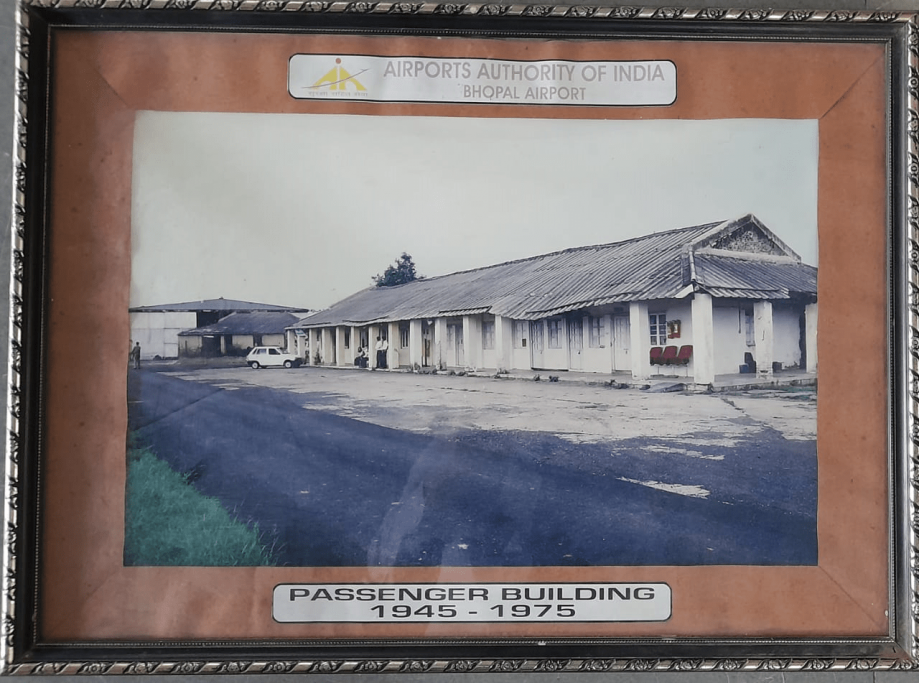 AIRPORTS AUTHORITY OF INDIA
BHOPAL AIRPORT
PASSENGER BUILDING
1945 - 1975